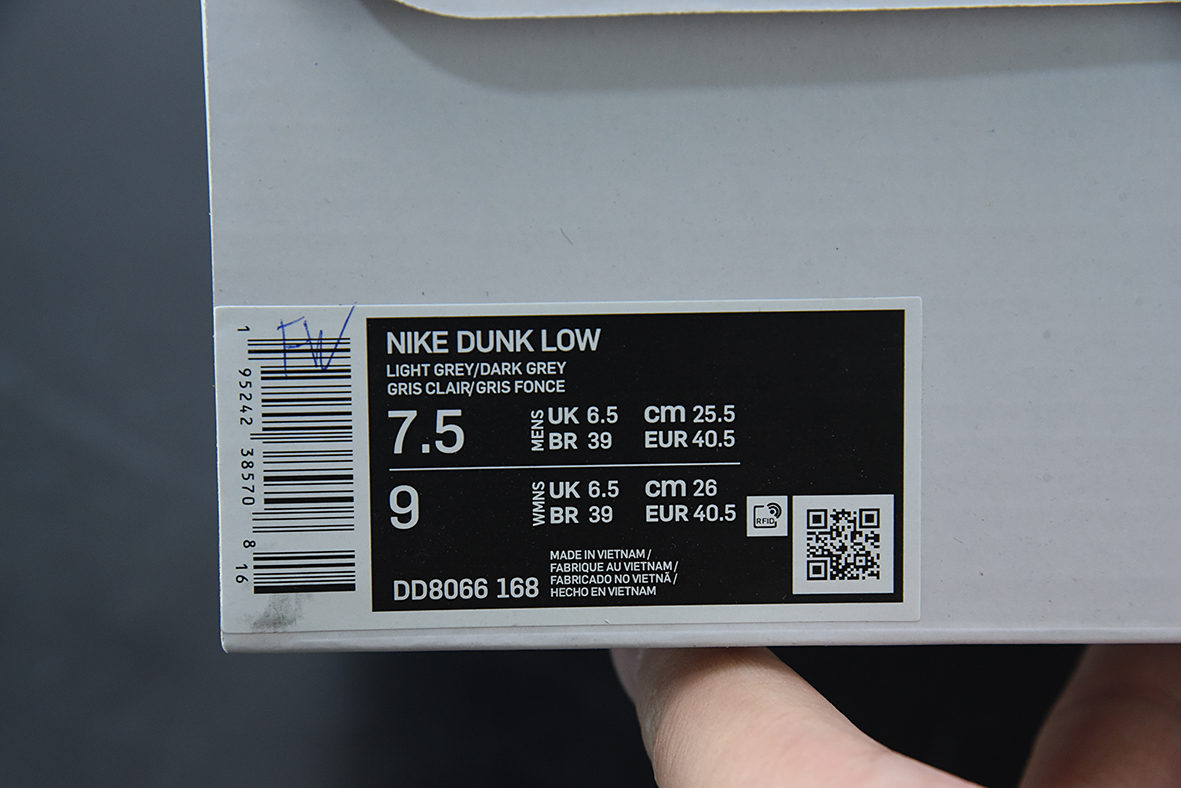 FW
1 95242 38570 8 16
NIKE DUNK LOW
LIGHT GREY/DARK GREY
GRIS CLAIR/GRIS FONCE
7.5 MENS UK 6.5 cm 25.5
BR 39 EUR 40.5
9 WMNS UK 6.5 cm 26
BR 39 EUR 40.5
RFID
DD8066 168
MADE IN VIETNAM /
FABRIQUE AU VIETNAM /
FABRICADO NO VIETNÃ /
HECHO EN VIETNAM